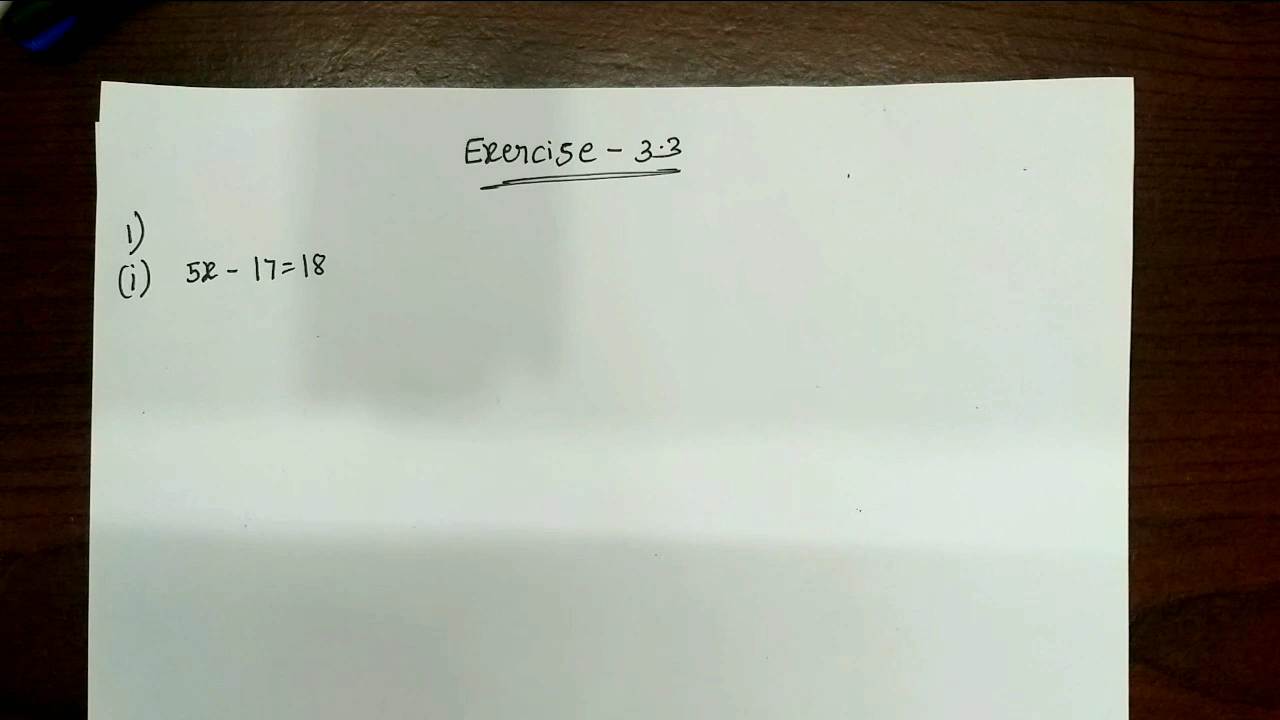 Exercise - 3.3
1)
(i) 5x - 17 = 18